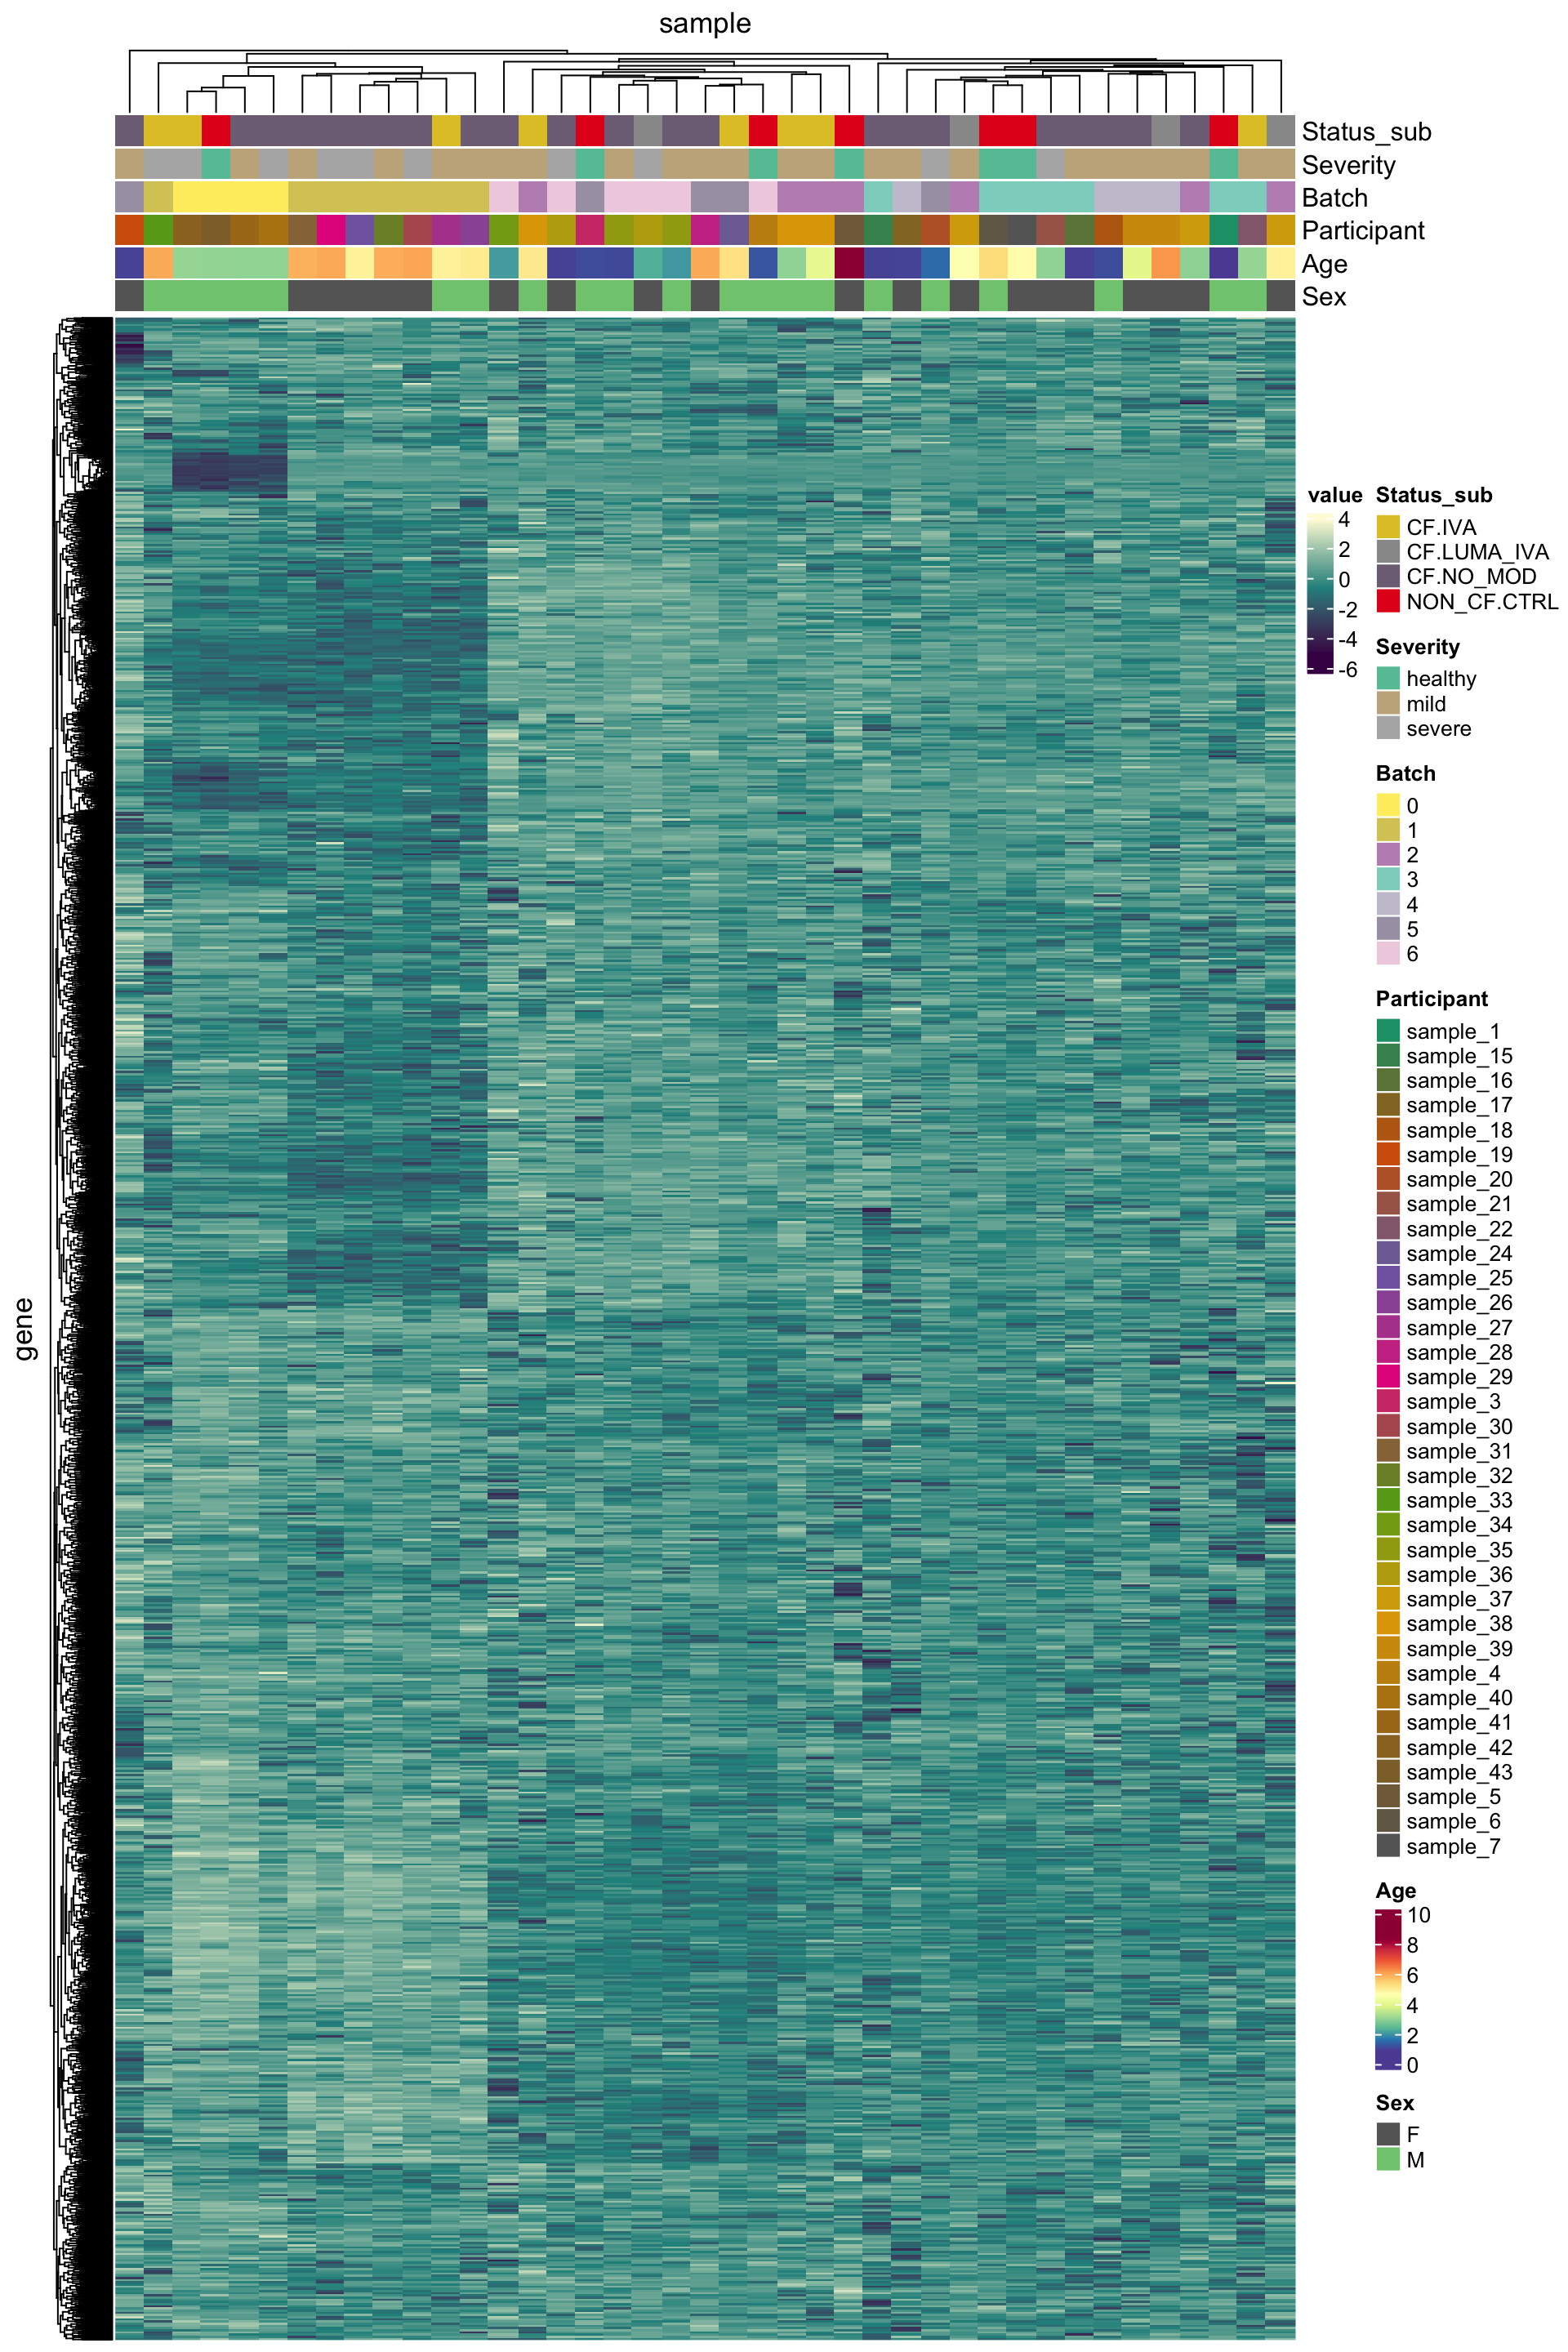 sample
Status_sub
Severity
Batch
Participant
Age
Sex
gene
value
4
2
0
-2
-4
-6
Status_sub
CF.IVA
CF.LUMA_IVA
CF.NO_MOD
NON_CF.CTRL
Severity
healthy
mild
severe
Batch
0
1
2
3
4
5
6
Participant
sample_1
sample_15
sample_16
sample_17
sample_18
sample_19
sample_20
sample_21
sample_22
sample_24
sample_25
sample_26
sample_27
sample_28
sample_29
sample_3
sample_30
sample_31
sample_32
sample_33
sample_34
sample_35
sample_36
sample_37
sample_38
sample_39
sample_4
sample_40
sample_41
sample_42
sample_43
sample_5
sample_6
sample_7
Age
10
8
6
4
2
0
Sex
F
M